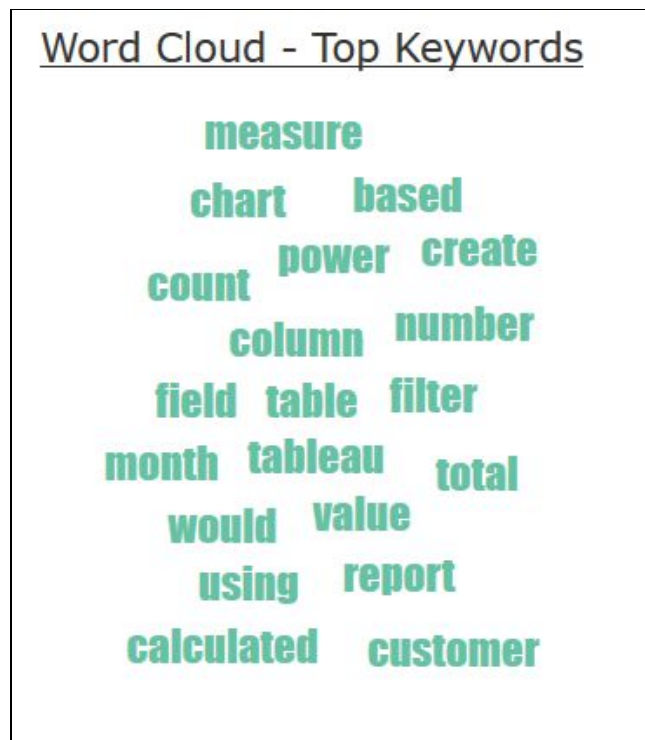 Word Cloud - Top Keywords
measure
chart based
power create
count
column number
field table filter
month tableau total
would value
using report
calculated customer